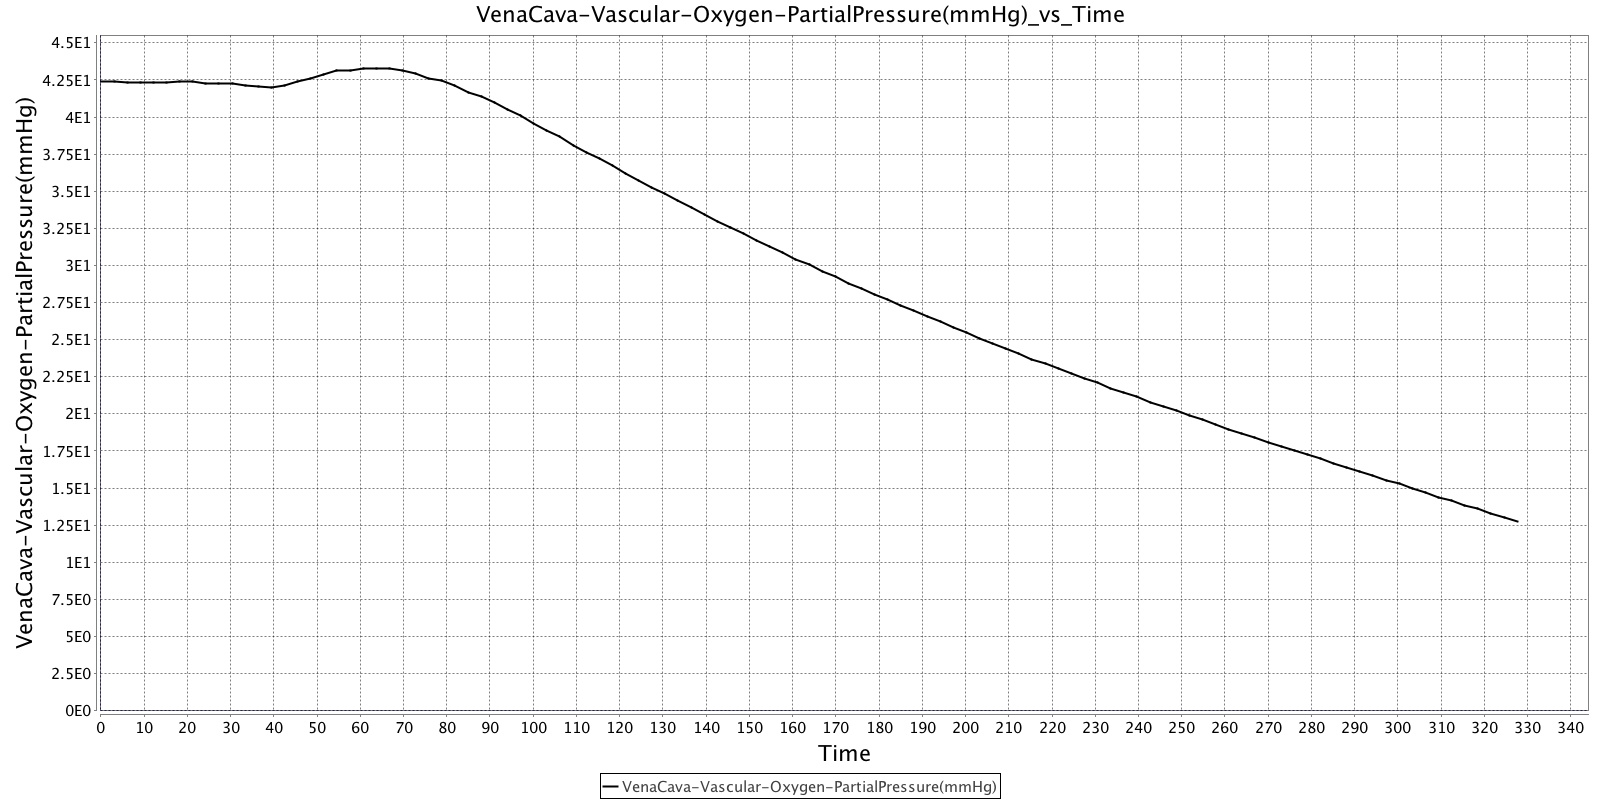 VenaCava-Vascular-Oxygen-PartialPressure(mmHg)_vs_Time
VenaCava-Vascular-Oxygen-PartialPressure(mmHg)
4.5E1
4.25E1
4E1
3.75E1
3.5E1
3.25E1
3E1
2.75E1
2.5E1
2.25E1
2E1
1.75E1
1.5E1
1.25E1
1E1
7.5E0
5E0
2.5E0
0E0
0 10 20 30 40 50 60 70 80 90 100 110 120 130 140 150 160 170 180 190 200 210 220 230 240 250 260 270 280 290 300 310 320 330 340
Time
VenaCava-Vascular-Oxygen-PartialPressure(mmHg)